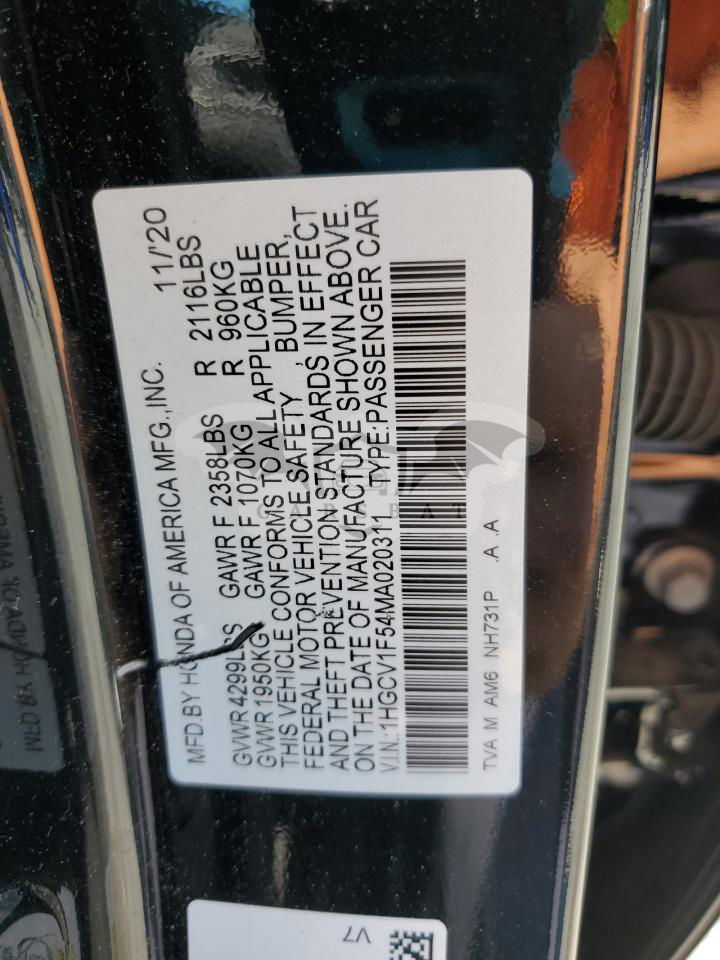 MFD.BY HONDA OF AMERICA MFG.,INC. 11/'20
GVWR 4299LBS GAWR F 2358LBS R 2116LBS
GVWR 1950KG GAWR F 1070KG R 960KG
THIS VEHICLE CONFORMS TO ALL APPLICABLE
FEDERAL MOTOR VEHICLE SAFETY, BUMPER,
AND THEFT PREVENTION STANDARDS IN EFFECT
ON THE DATE OF MANUFACTURE SHOWN ABOVE.
V.I.N.:1HGCV1F54MA020311 TYPE:PASSENGER CAR
TVA M AM6 NH731P .A .A
V7